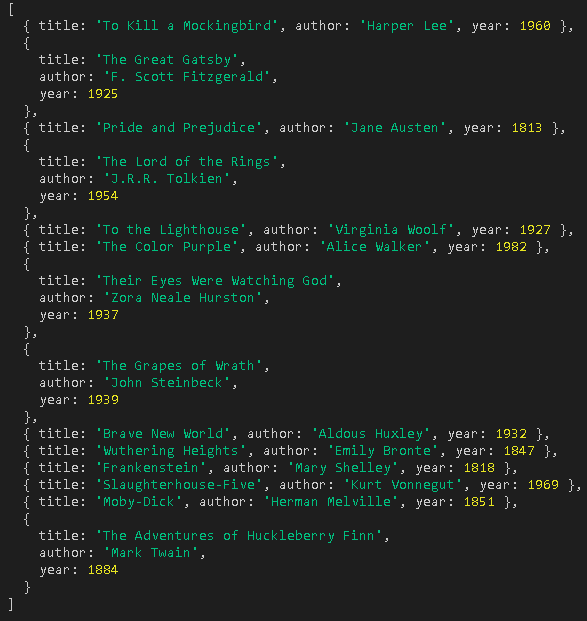 [
  { title: 'To Kill a Mockingbird', author: 'Harper Lee', year: 1960 },
  {
    title: 'The Great Gatsby',
    author: 'F. Scott Fitzgerald',
    year: 1925
  },
  { title: 'Pride and Prejudice', author: 'Jane Austen', year: 1813 },
  {
    title: 'The Lord of the Rings',
    author: 'J.R.R. Tolkien',
    year: 1954
  },
  { title: 'To the Lighthouse', author: 'Virginia Woolf', year: 1927 },
  { title: 'The Color Purple', author: 'Alice Walker', year: 1982 },
  {
    title: 'Their Eyes Were Watching God',
    author: 'Zora Neale Hurston',
    year: 1937
  },
  {
    title: 'The Grapes of Wrath',
    author: 'John Steinbeck',
    year: 1939
  },
  { title: 'Brave New World', author: 'Aldous Huxley', year: 1932 },
  { title: 'Wuthering Heights', author: 'Emily Bronte', year: 1847 },
  { title: 'Frankenstein', author: 'Mary Shelley', year: 1818 },
  { title: 'Slaughterhouse-Five', author: 'Kurt Vonnegut', year: 1969 },
  { title: 'Moby-Dick', author: 'Herman Melville', year: 1851 },
  {
    title: 'The Adventures of Huckleberry Finn',
    author: 'Mark Twain',
    year: 1884
  }
]